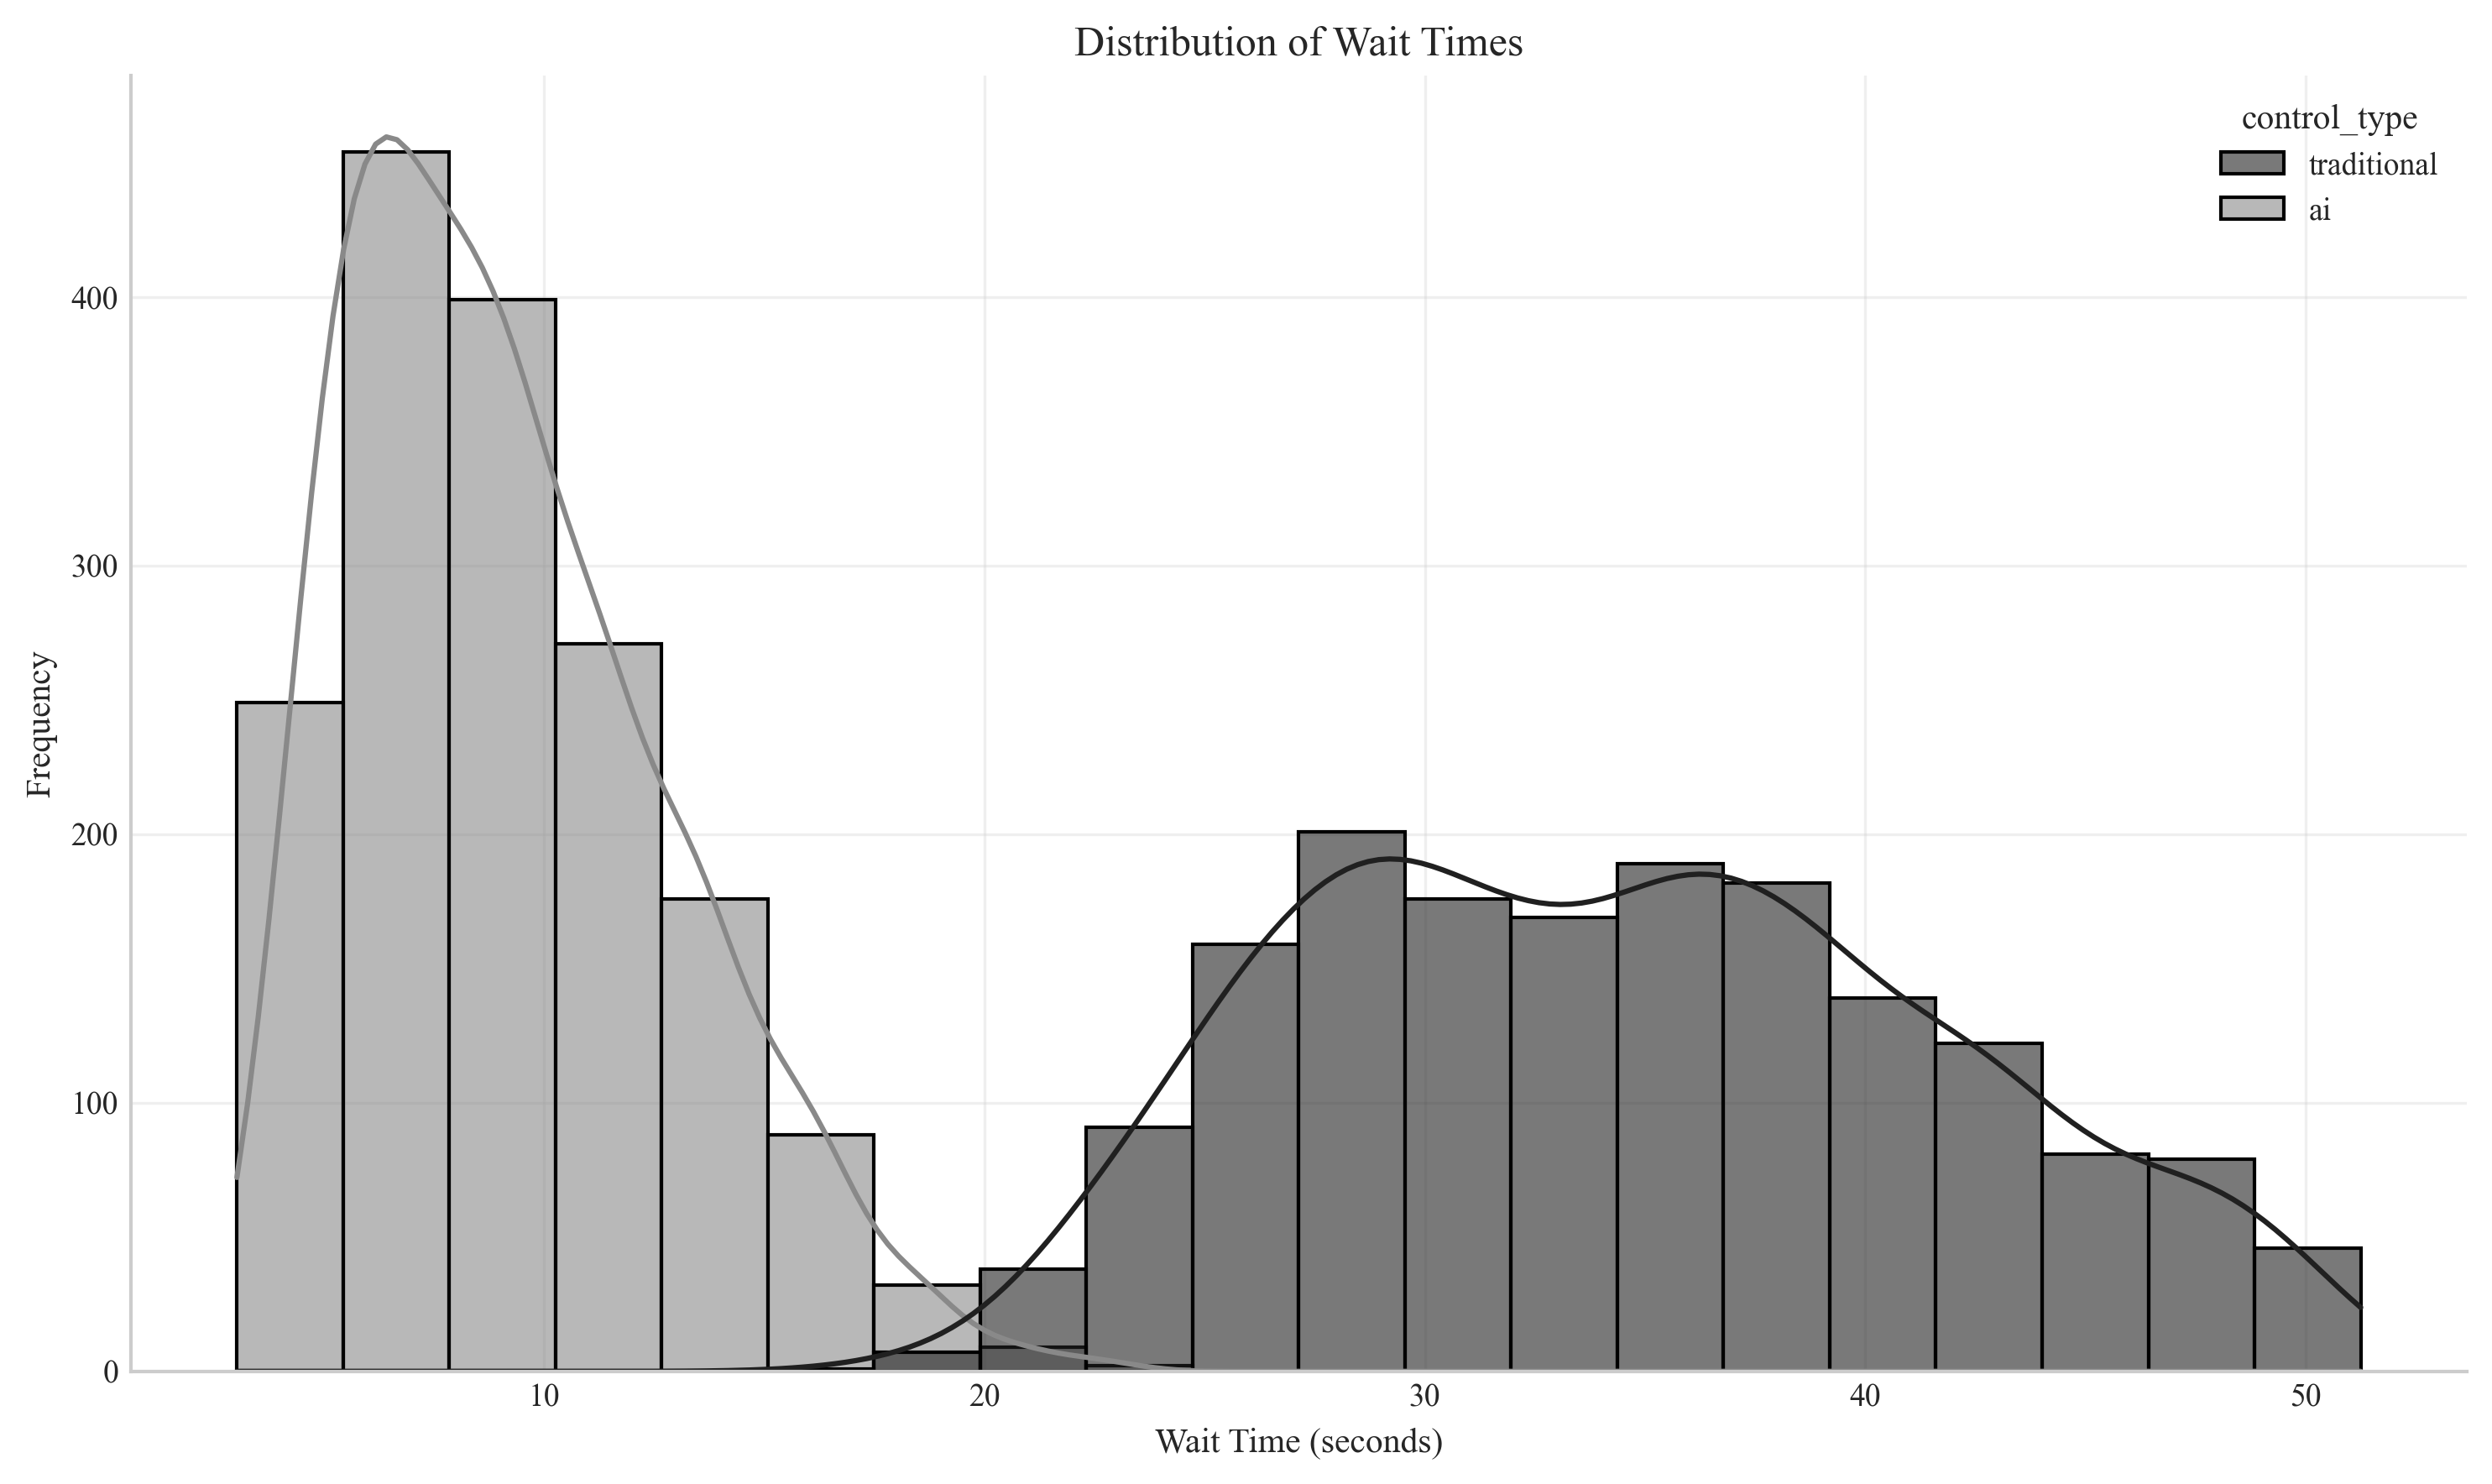 Distribution of Wait Times
control_type
traditional
ai
400
300
200
100
0
Frequency
10 20 30 40 50
Wait Time (seconds)